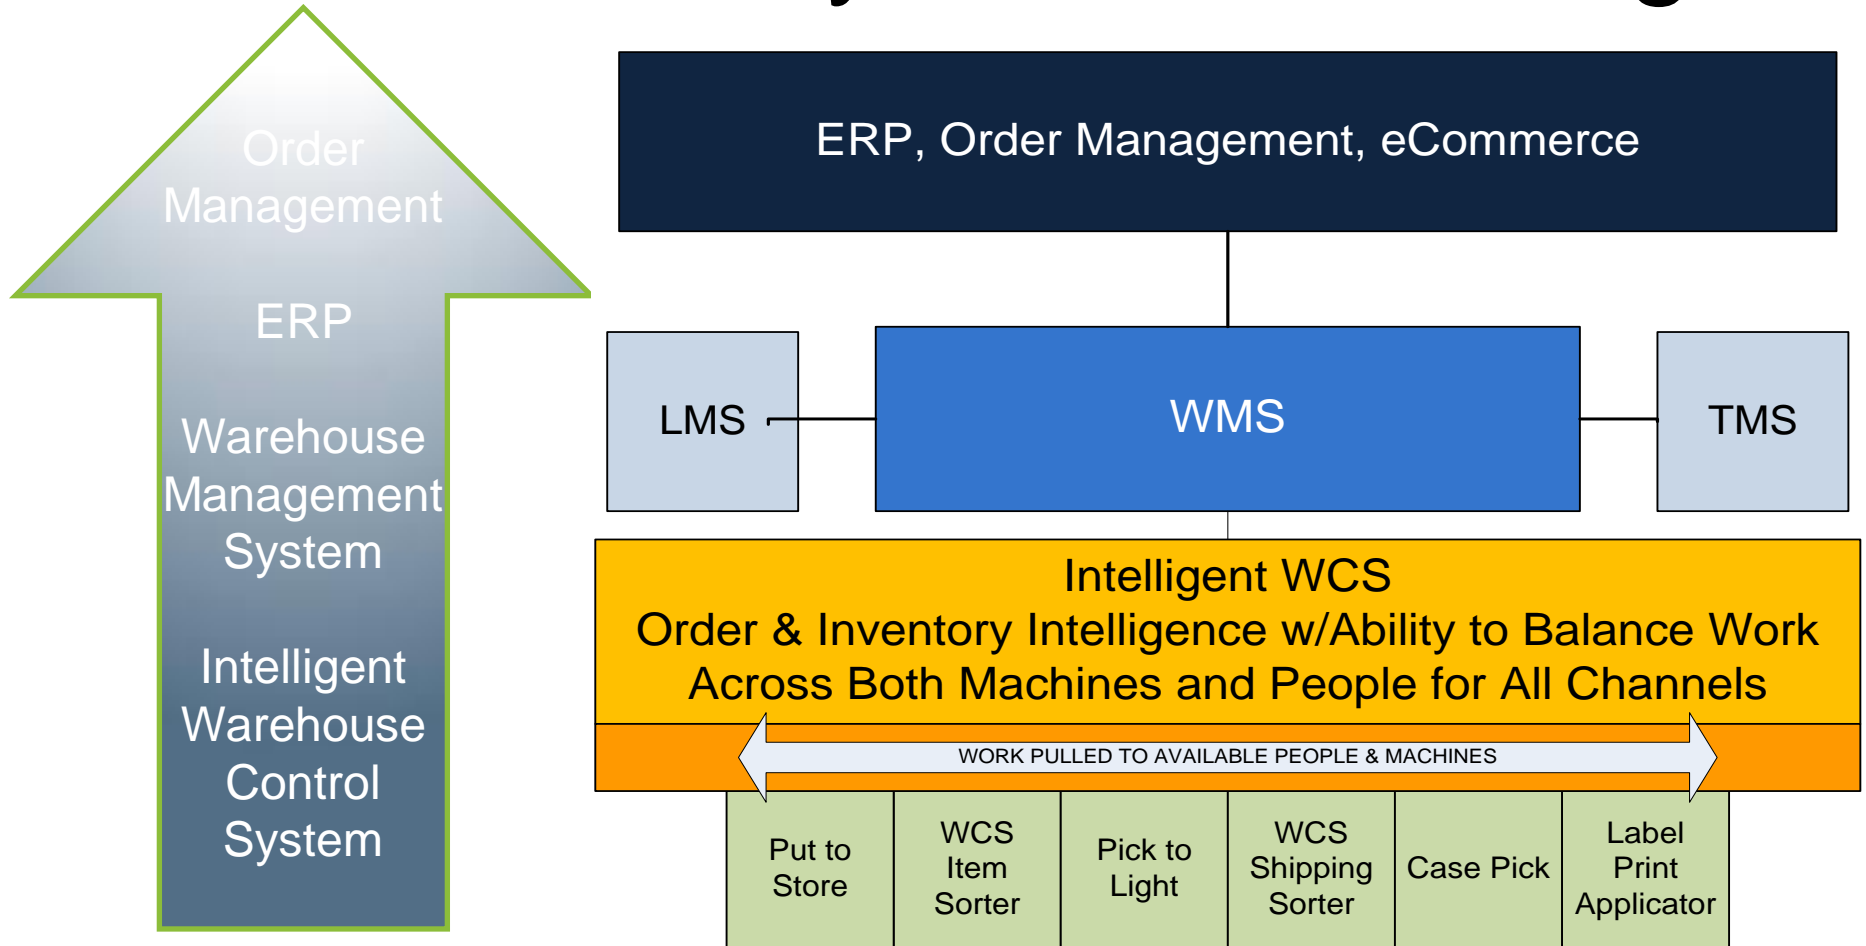 Order
Management
ERP
Warehouse
Management
System
Intelligent
Warehouse
Control
System
ERP, Order Management, eCommerce
LMS
WMS
TMS
Intelligent WCS
Order & Inventory Intelligence w/Ability to Balance Work
Across Both Machines and People for All Channels
WORK PULLED TO AVAILABLE PEOPLE & MACHINES
Put to
Store
WCS
Item
Sorter
Pick to
Light
WCS
Shipping
Sorter
Case Pick
Label
Print
Applicator